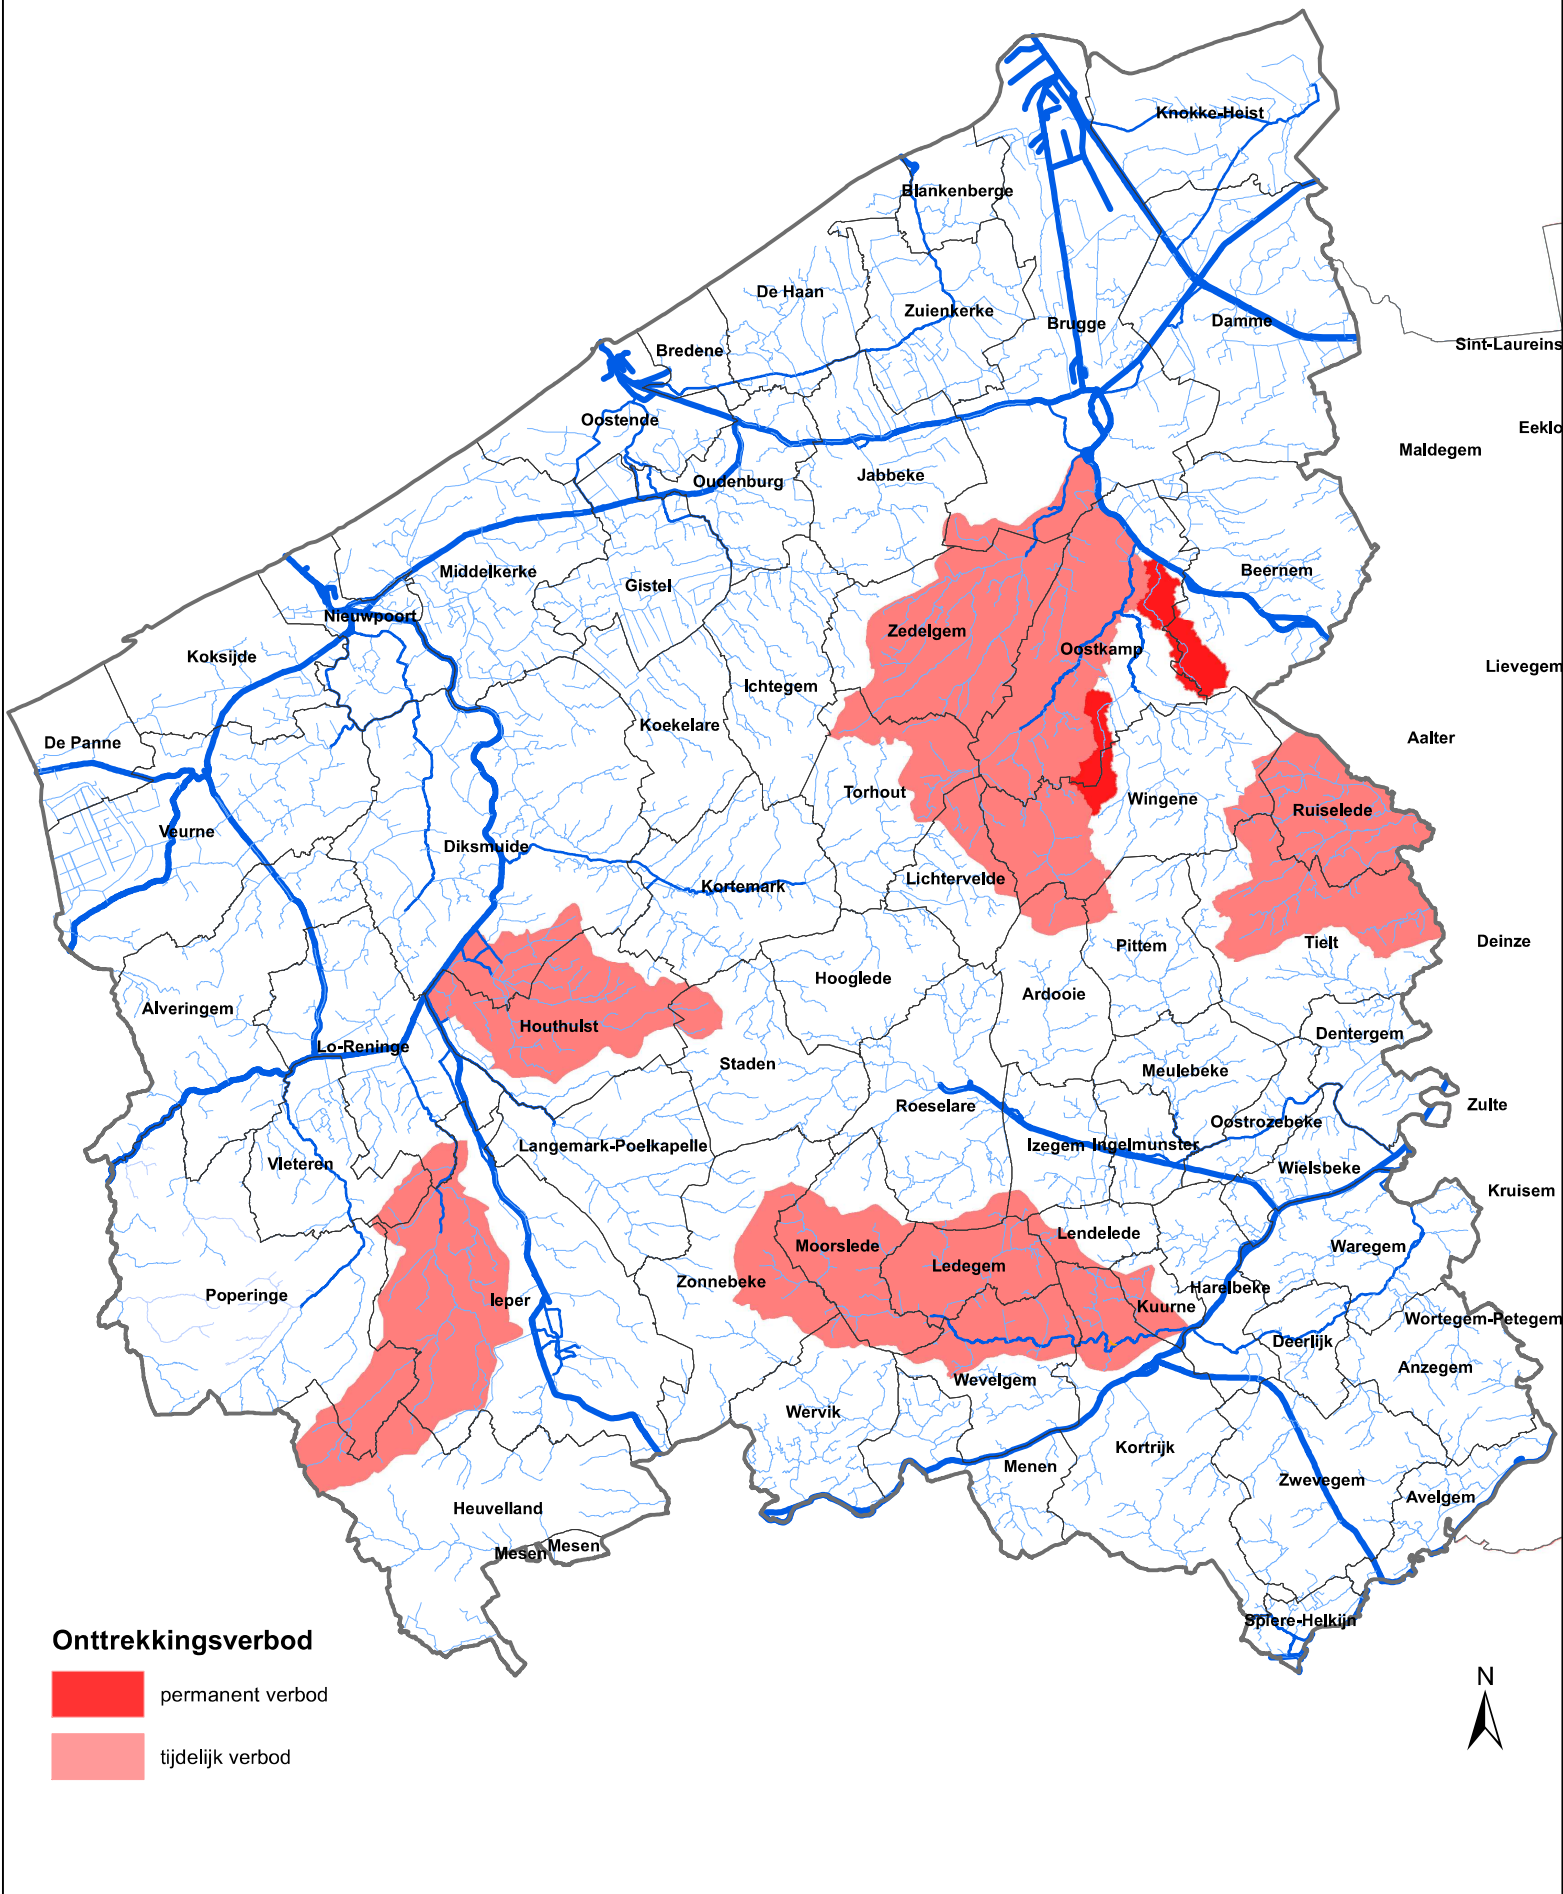 Knokke-Heist
Blankenberge
De Haan
Zuienkerke
Brugge
Damme
Sint-Laureins
Bredene
Oostende
Eeklo
Maldegem
Jabbeke
Oudenburg
Middelkerke
Gistel
Beernem
Nieuwpoort
Zedelgem
Koksijde
Oostkamp
Lievegem
Ichtegem
Koekelare
De Panne
Aalter
Torhout
Wingene
Ruiselede
Veurne
Diksmuide
Lichtervelde
Kortemark
Pittem
Tielt
Deinze
Hooglede
Ardooie
Alveringem
Houthulst
Dentergem
Lo-Reninge
Staden
Meulebeke
Roeselare
Zulte
Oostrozebeke
Langemark-Poelkapelle
Izegem
Ingelmunster
Vleteren
Wielsbeke
Kruisem
Lendelede
Moorslede
Waregem
Ledegem
Zonnebeke
Harelbeke
Poperinge
Ieper
Kuurne
Wortegem-Petegem
Deerlijk
Anzegem
Wevelgem
Wervik
Kortrijk
Menen
Zwevegem
Avelgem
Heuvelland
Mesen
Mesen
Spiere-Helkijn
Onttrekkingsverbod
permanent verbod
tijdelijk verbod
N